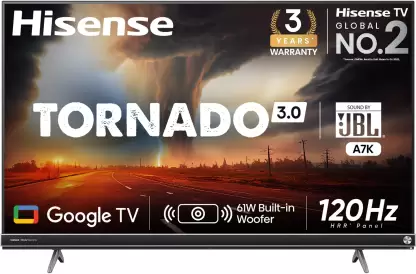 Hisense
3
YEARS*
WARRANTY
Hisense TV
GLOBAL
NO.2
TORNADO 3.0
SOUND BY
JBL
A7K
Google TV
61W Built-in
Woofer
120Hz
HRR* Panel